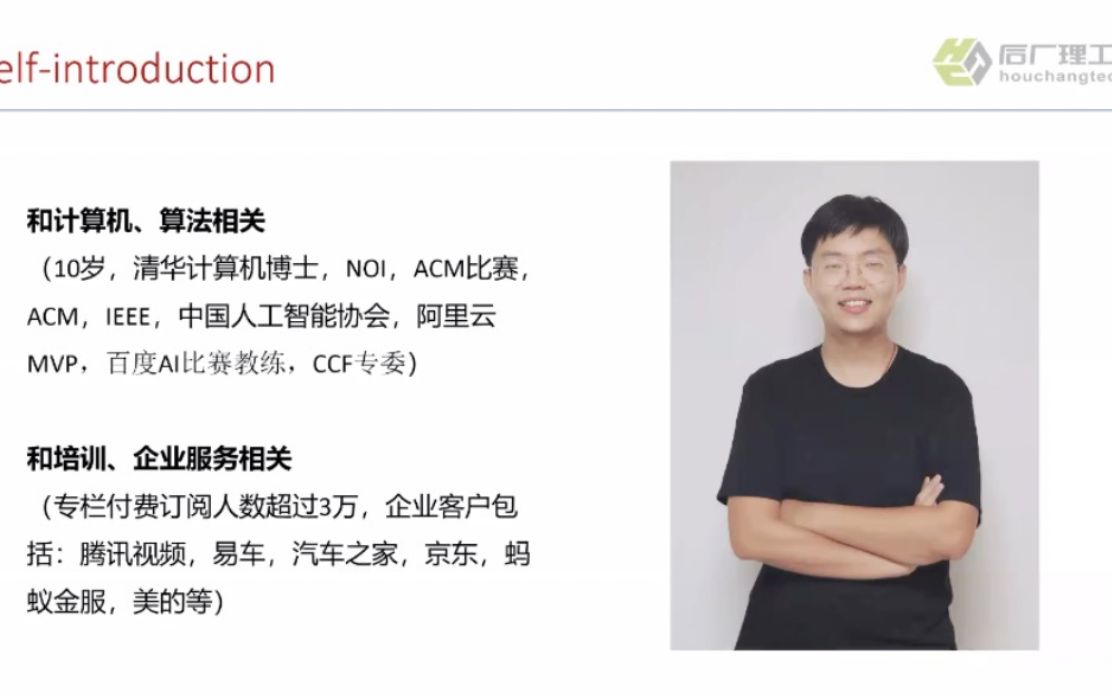 elf-introduction
后厂理工
houchangtec
和计算机、算法相关
（10岁，清华计算机博士，NOI，ACM比赛，
ACM，IEEE，中国人工智能协会，阿里云
MVP，百度AI比赛教练，CCF专委）
和培训、企业服务相关
（专栏付费订阅人数超过3万，企业客户包
括：腾讯视频，易车，汽车之家，京东，蚂
蚁金服，美的等）